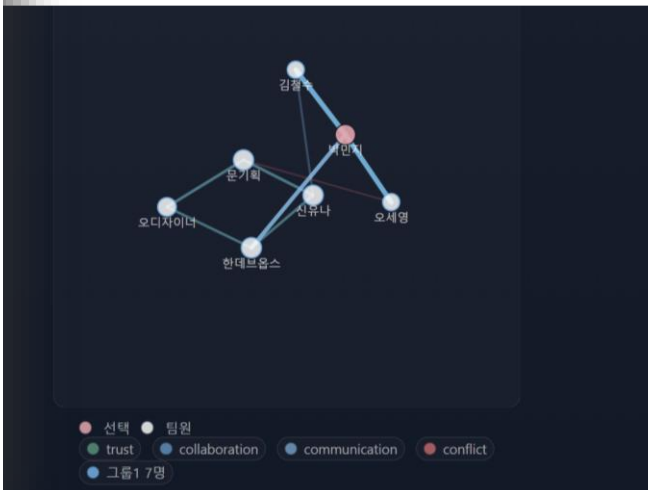 김철수
박민지
문기획
신유나
오세영
오디자이너
한데브옵스
선택 팀원
trust collaboration communication conflict
그룹1 7명